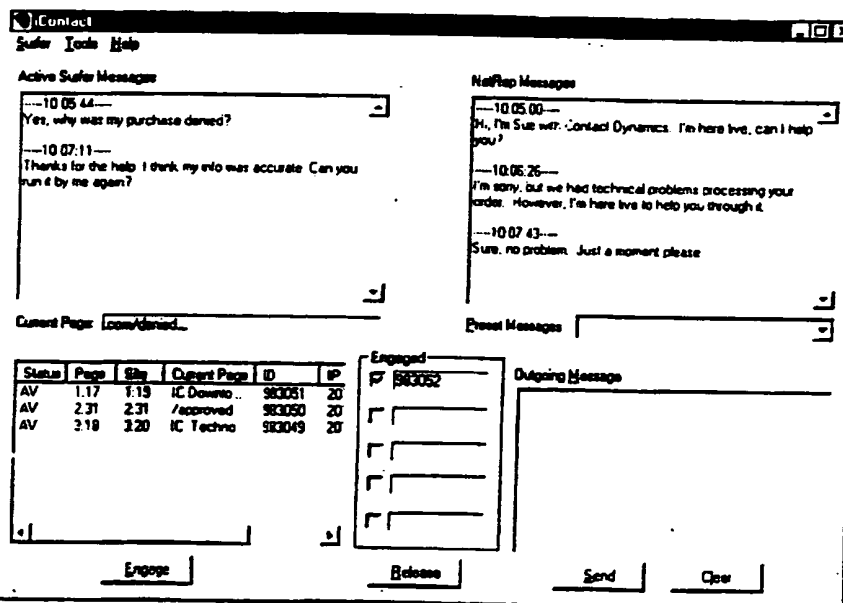 iContact
Surfer Tools Help
Active Surfer Messages
----10:05:44----
Yes, why was my purchase denied?
----10:07:11----
Thanks for the help. I think my info was accurate. Can you
run it by me again?
NetRep Messages
----10:05:00----
Hi, I'm Sue with Contact Dynamics. I'm here live, can I help
you?
----10:06:26----
I'm sorry, but we had technical problems processing your
order. However, I'm here live to help you through it.
----10:07:43----
Sure, no problem. Just a moment please
Current Page: .com/denied...
Preset Messages
Status Page Site Current Page ID IP
AV 1:17 1:19 IC Downlo... 983051 20
AV 2:31 2:31 /approved 983050 20
AV 3:18 3:20 IC Techno 983049 20
Engaged
983052
Outgoing Message
Engage
Release
Send
Clear